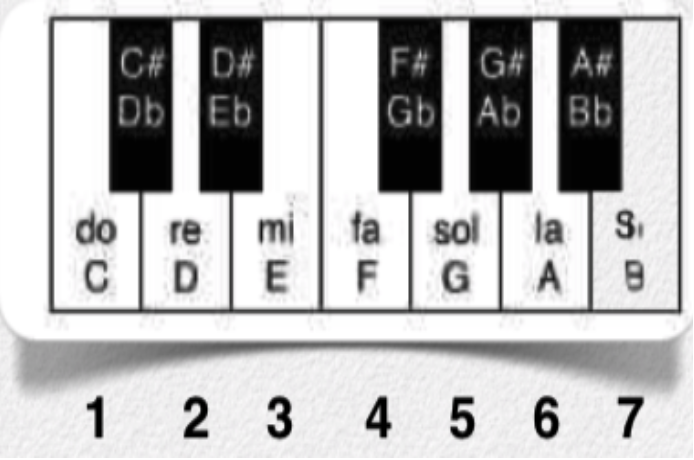 C# D# F# G# A#
Db Eb Gb Ab Bb
do re mi fa sol la Si
C D E F G A B
1 2 3 4 5 6 7